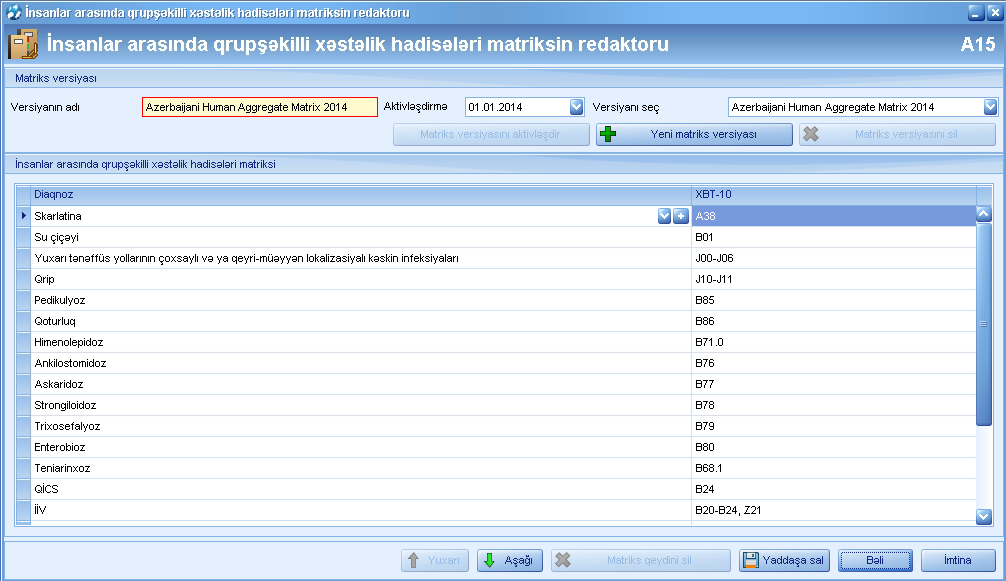 İnsanlar arasında qrupşəkilli xəstəlik hadisələri matriksin redaktoru
İnsanlar arasında qrupşəkilli xəstəlik hadisələri matriksin redaktoru A15
Matriks versiyası
Versiyanın adı Azerbaijani Human Aggregate Matrix 2014 Aktivləşdirmə 01.01.2014 Versiyanı seç Azerbaijani Human Aggregate Matrix 2014
Matriks versiyasını aktivləşdir Yeni matriks versiyası Matriks versiyasını sil
İnsanlar arasında qrupşəkilli xəstəlik hadisələri matriksi
Diaqnoz XBT-10
Skarlatina A38
Su çiçəyi B01
Yuxarı tənəffüs yollarının çoxsaylı və ya qeyri-müəyyən lokalizasiyalı kəskin infeksiyaları J00-J06
Qrip J10-J11
Pedikulyoz B85
Qoturluq B86
Himenolepidoz B71.0
Ankilostomidoz B76
Askaridoz B77
Strongiloidoz B78
Trixosefalyoz B79
Enterobioz B80
Teniarinxoz B68.1
QİCS B24
İİV B20-B24, Z21
Yuxarı Aşağı Matriks qeydini sil Yaddaşa sal Bəli İmtina